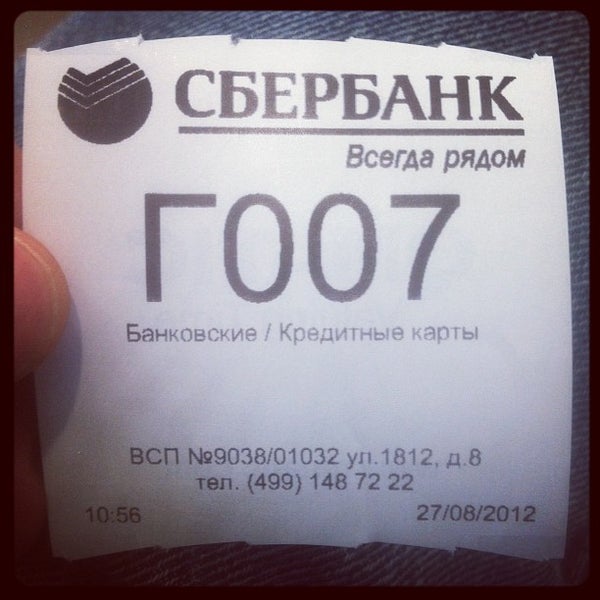 СБЕРБАНК
Всегда рядом
Г007
Банковские / Кредитные карты
ВСП №9038/01032 ул.1812, д.8
тел. (499) 148 72 22
10:56 27/08/2012